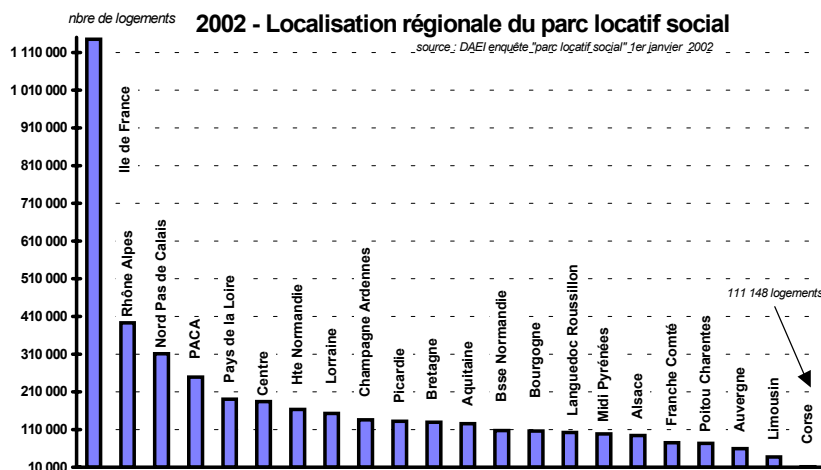 nbre de logements
2002 - Localisation régionale du parc locatif social
source : DAEI enquête "parc locatif social" 1er janvier 2002
1 110 000
1 010 000
910 000
810 000
710 000
610 000
510 000
410 000
310 000
210 000
110 000
10 000
Ile de France
Rhône Alpes
Nord Pas de Calais
PACA
Pays de la Loire
Centre
Hte Normandie
Lorraine
Champagne Ardennes
Picardie
Bretagne
Aquitaine
Bsse Normandie
Bourgogne
Languedoc Roussillon
Midi Pyrénées
Alsace
Franche Comté
Poitou Charentes
Auvergne
Limousin
Corse
111 148 logements